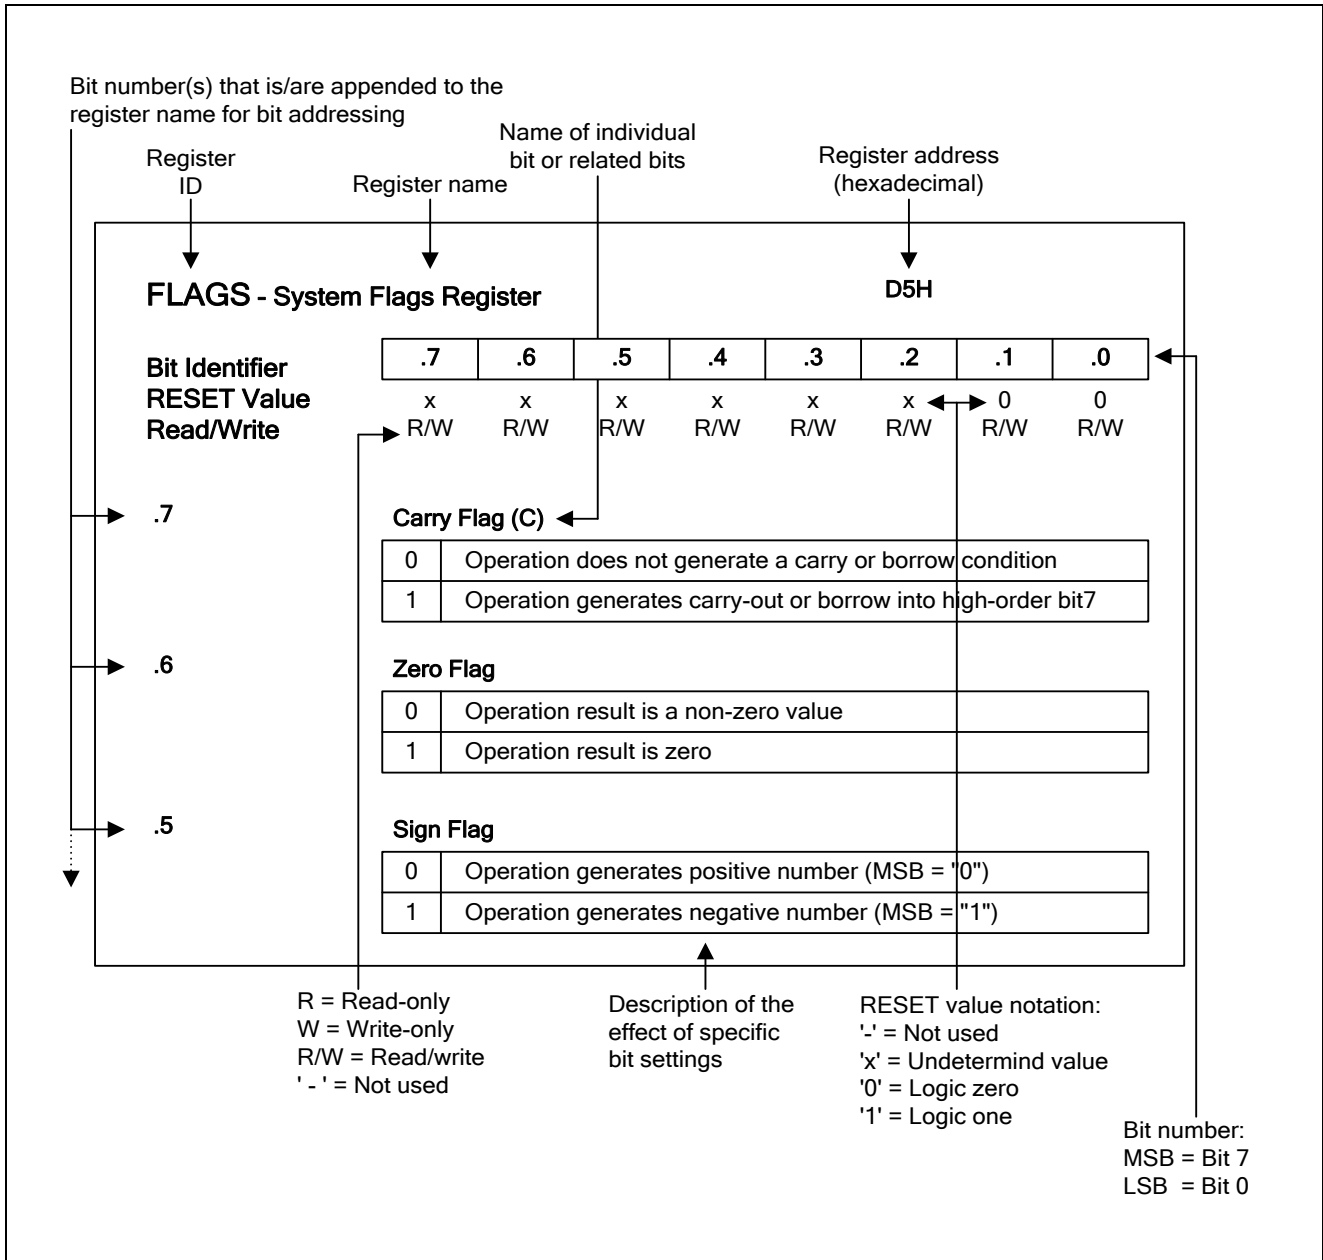 Bit number(s) that is/are appended to the
register name for bit addressing
Name of individual
bit or related bits
Register
ID
Register name
Register address
(hexadecimal)
FLAGS - System Flags Register
D5H
Bit Identifier
.7 .6 .5 .4 .3 .2 .1 .0
RESET Value
x x x x x x 0 0
Read/Write
R/W R/W R/W R/W R/W R/W R/W R/W
.7
Carry Flag (C)
0 Operation does not generate a carry or borrow condition
1 Operation generates carry-out or borrow into high-order bit7
.6
Zero Flag
0 Operation result is a non-zero value
1 Operation result is zero
.5
Sign Flag
0 Operation generates positive number (MSB = "0")
1 Operation generates negative number (MSB = "1")
R = Read-only
W = Write-only
R/W = Read/write
' - ' = Not used
Description of the
effect of specific
bit settings
RESET value notation:
'-' = Not used
'x' = Undetermind value
'0' = Logic zero
'1' = Logic one
Bit number:
MSB = Bit 7
LSB = Bit 0